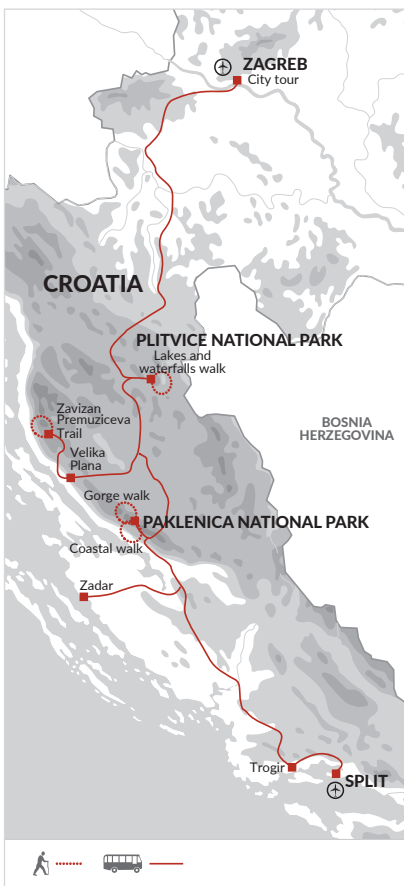 ZAGREB
City tour
CROATIA
PLITVICE NATIONAL PARK
Lakes and
waterfalls walk
Zavizan
Premuziceva
Trail
BOSNIA
HERZEGOVINA
Velika
Plana
Gorge walk
PAKLENICA NATIONAL PARK
Coastal walk
Zadar
Trogir
SPLIT